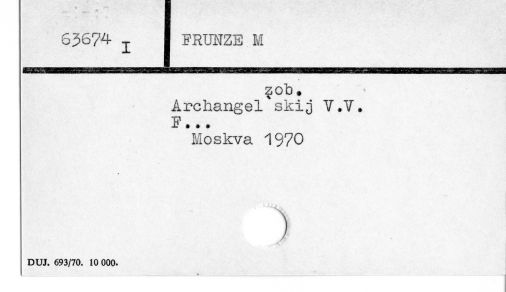 63674 I
FRUNZE M
zob.
Archangel'skij V.V.
F...
Moskva 1970
DUJ. 693/70. 10 000.